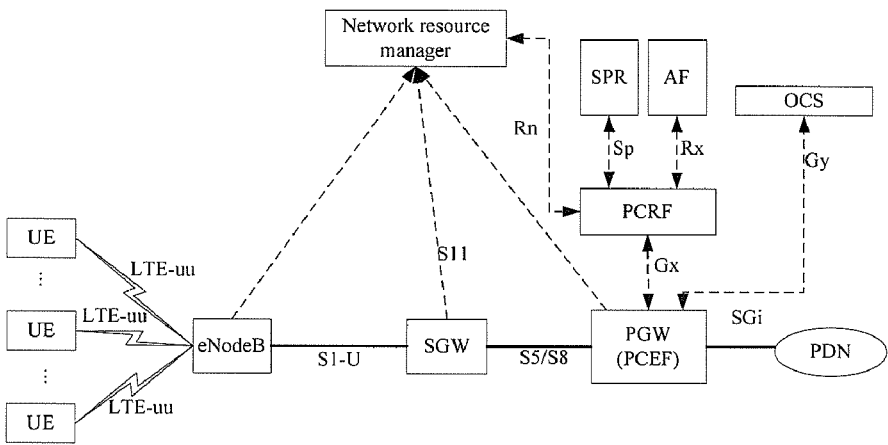 Network resource
manager
SPR
AF
OCS
Rn
Sp
Rx
Gy
PCRF
UE
LTE-uu
S11
Gx
⋮
UE
LTE-uu
eNodeB
S1-U
SGW
S5/S8
PGW
(PCEF)
SGi
PDN
⋮
LTE-uu
UE